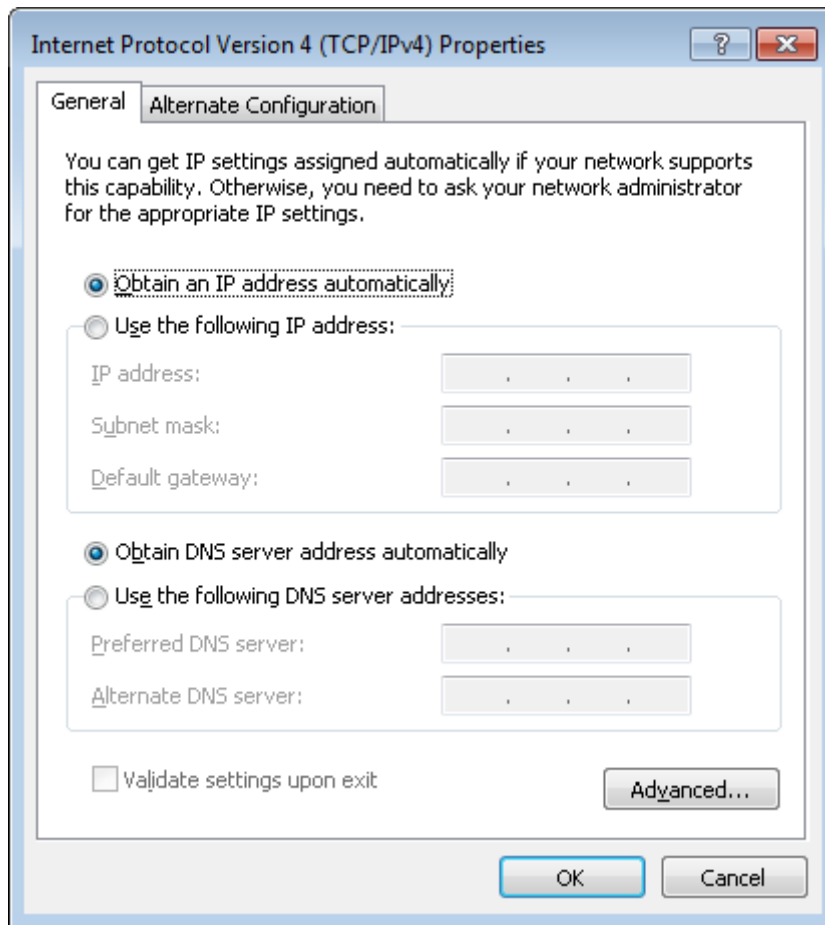 Internet Protocol Version 4 (TCP/IPv4) Properties
General
Alternate Configuration
You can get IP settings assigned automatically if your network supports
this capability. Otherwise, you need to ask your network administrator
for the appropriate IP settings.
Obtain an IP address automatically
Use the following IP address:
IP address:
Subnet mask:
Default gateway:
Obtain DNS server address automatically
Use the following DNS server addresses:
Preferred DNS server:
Alternate DNS server:
Validate settings upon exit
Advanced...
OK
Cancel